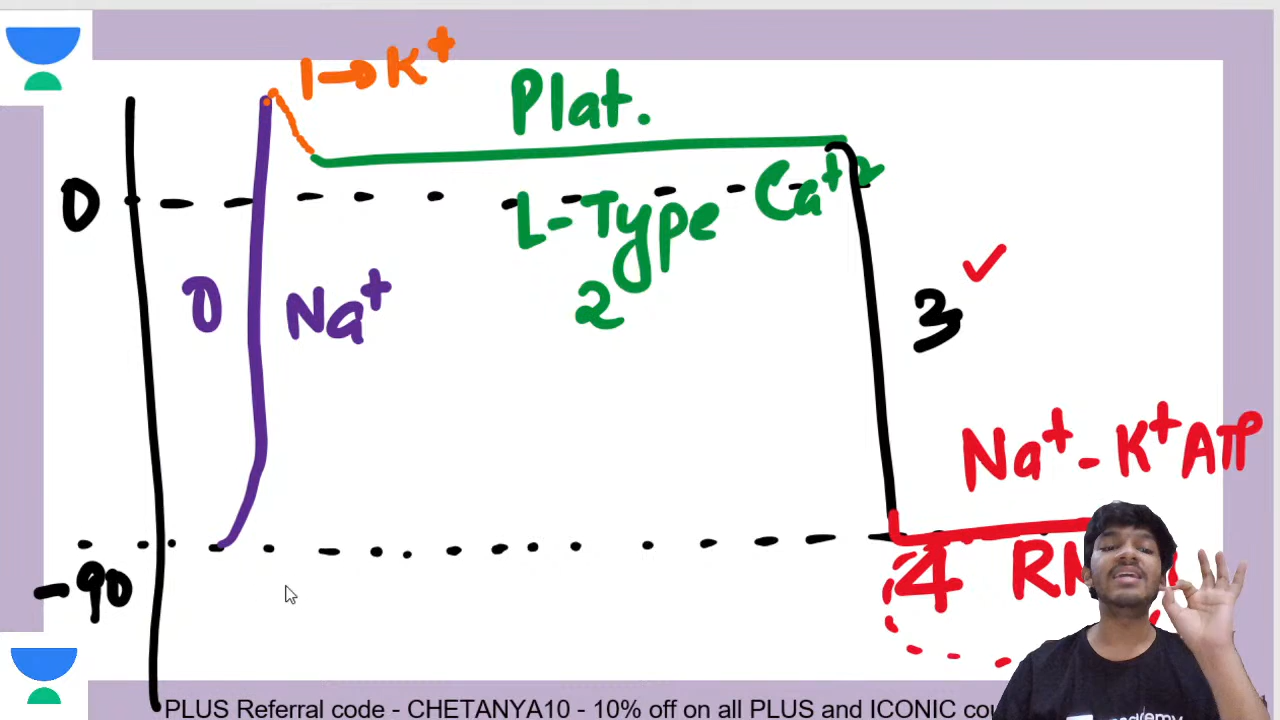 1→K+
Plat.
0
L-Type Ca+2
2
0 Na+
3
Na+-K+ATP
-90
4
PLUS Referral code - CHETANYA10 - 10% off on all PLUS and ICONIC